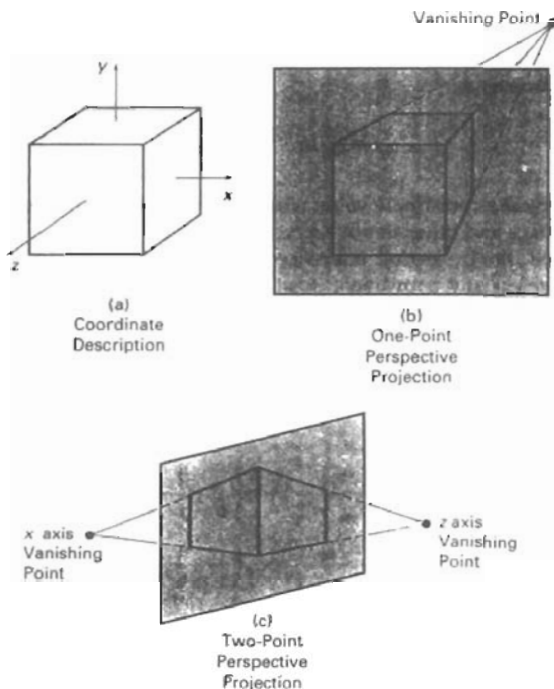 Vanishing Point
y
x
z
(a)
Coordinate
Description
(b)
One-Point
Perspective
Projection
x axis
Vanishing
Point
z axis
Vanishing
Point
(c)
Two-Point
Perspective
Projection